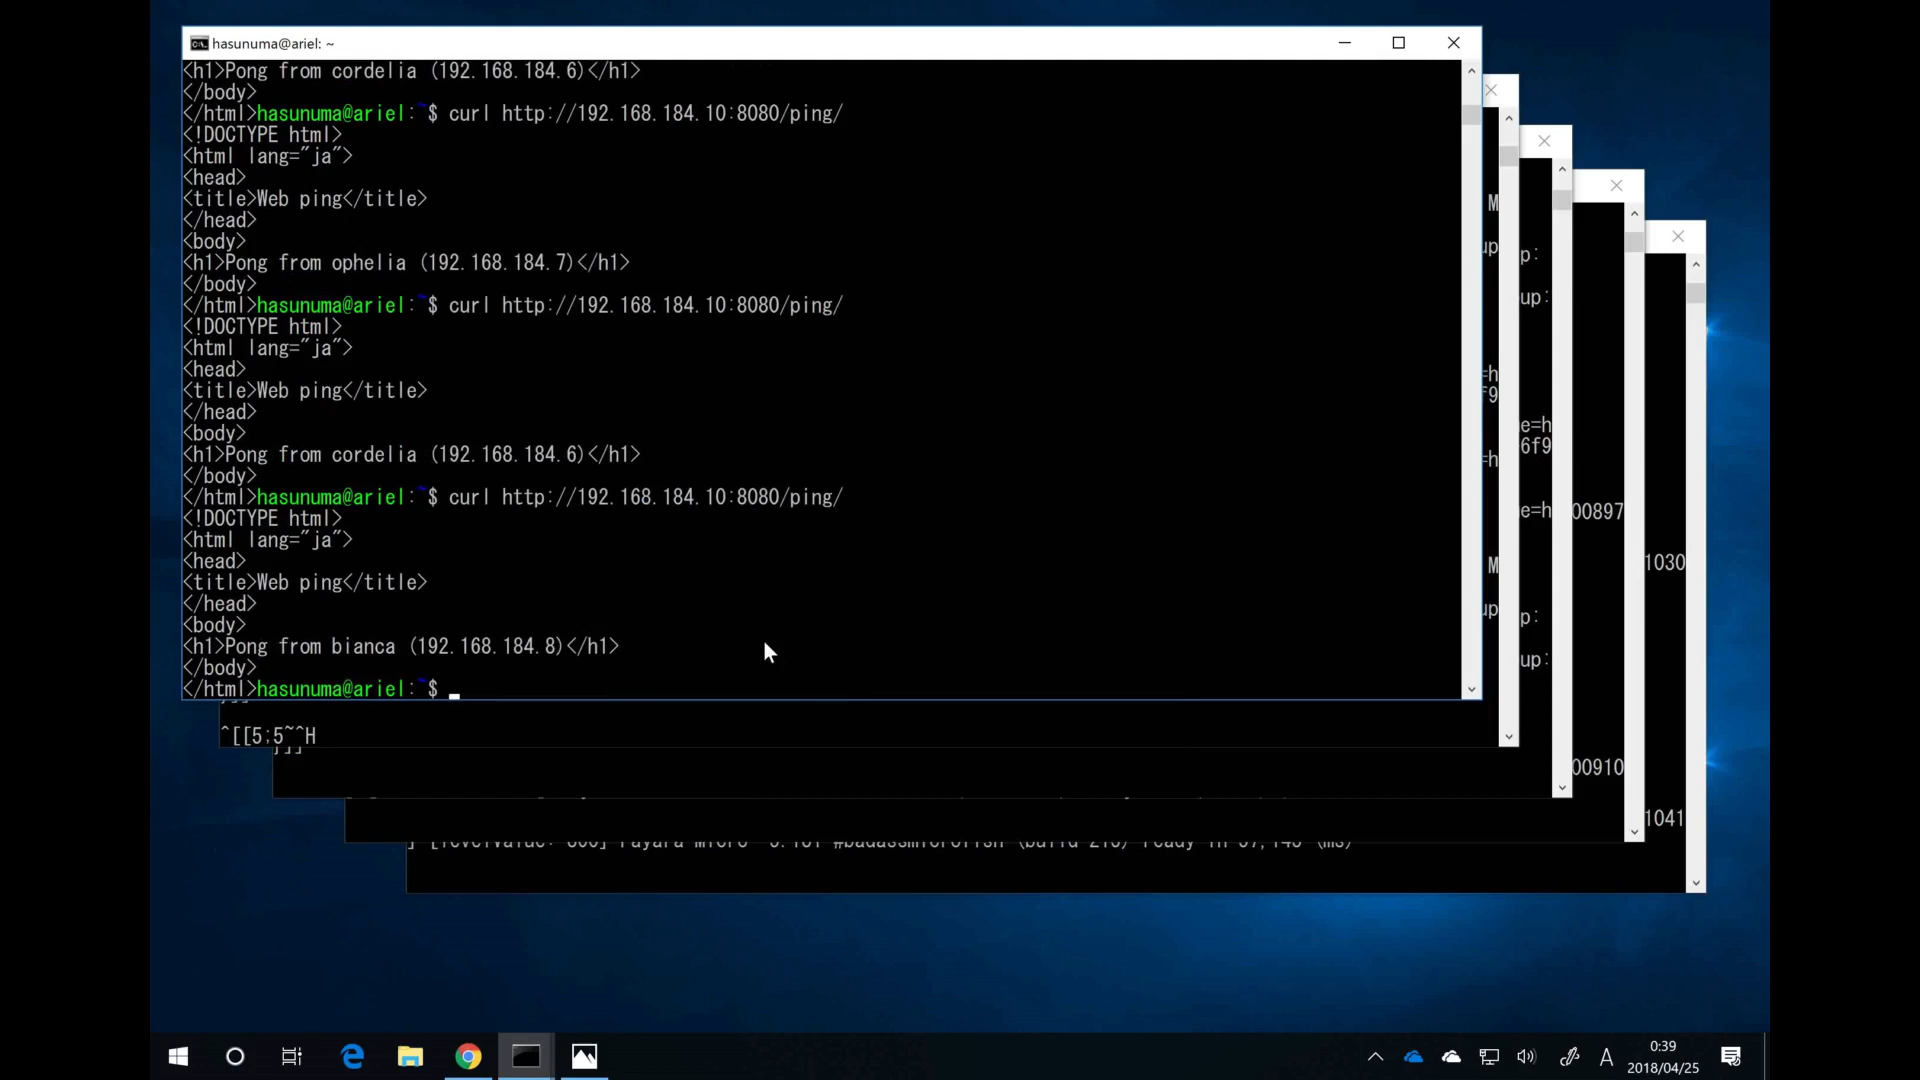 hasunuma@ariel: ~
<h1>Pong from cordelia (192.168.184.6)</h1>
</body>
</html>hasunuma@ariel:~$ curl http://192.168.184.10:8080/ping/
<!DOCTYPE html>
<html lang="ja">
<head>
<title>Web ping</title>
</head>
<body>
<h1>Pong from ophelia (192.168.184.7)</h1>
</body>
</html>hasunuma@ariel:~$ curl http://192.168.184.10:8080/ping/
<!DOCTYPE html>
<html lang="ja">
<head>
<title>Web ping</title>
</head>
<body>
<h1>Pong from cordelia (192.168.184.6)</h1>
</body>
</html>hasunuma@ariel:~$ curl http://192.168.184.10:8080/ping/
<!DOCTYPE html>
<html lang="ja">
<head>
<title>Web ping</title>
</head>
<body>
<h1>Pong from bianca (192.168.184.8)</h1>
</body>
</html>hasunuma@ariel:~$
^[[5;5~^H
M
up
=h
f9
=h
M
up
p:
up:
e=h
6f9
e=h
p:
up:
00897
00910
1030
1041
A
0:39
2018/04/25